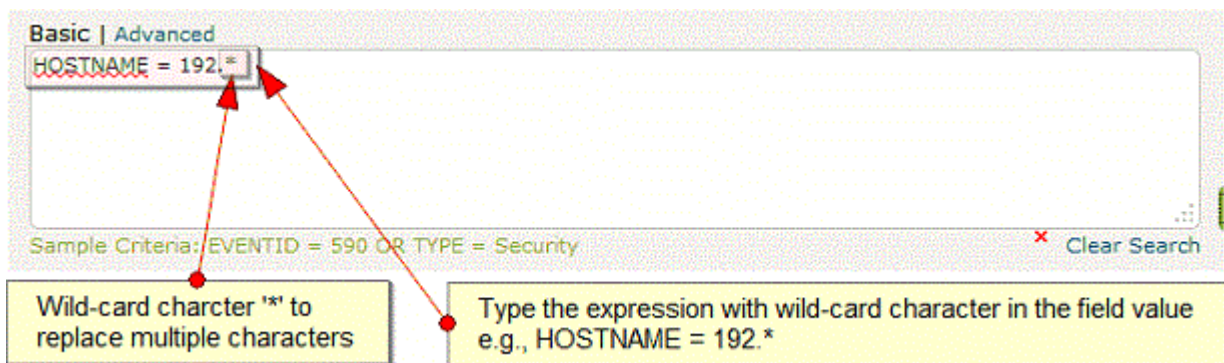 Basic | Advanced
HOSTNAME = 192.*
Sample Criteria: EVENTID = 590 OR TYPE = Security
× Clear Search
Wild-card charcter '*' to
replace multiple characters
Type the expression with wild-card character in the field value
e.g., HOSTNAME = 192.*